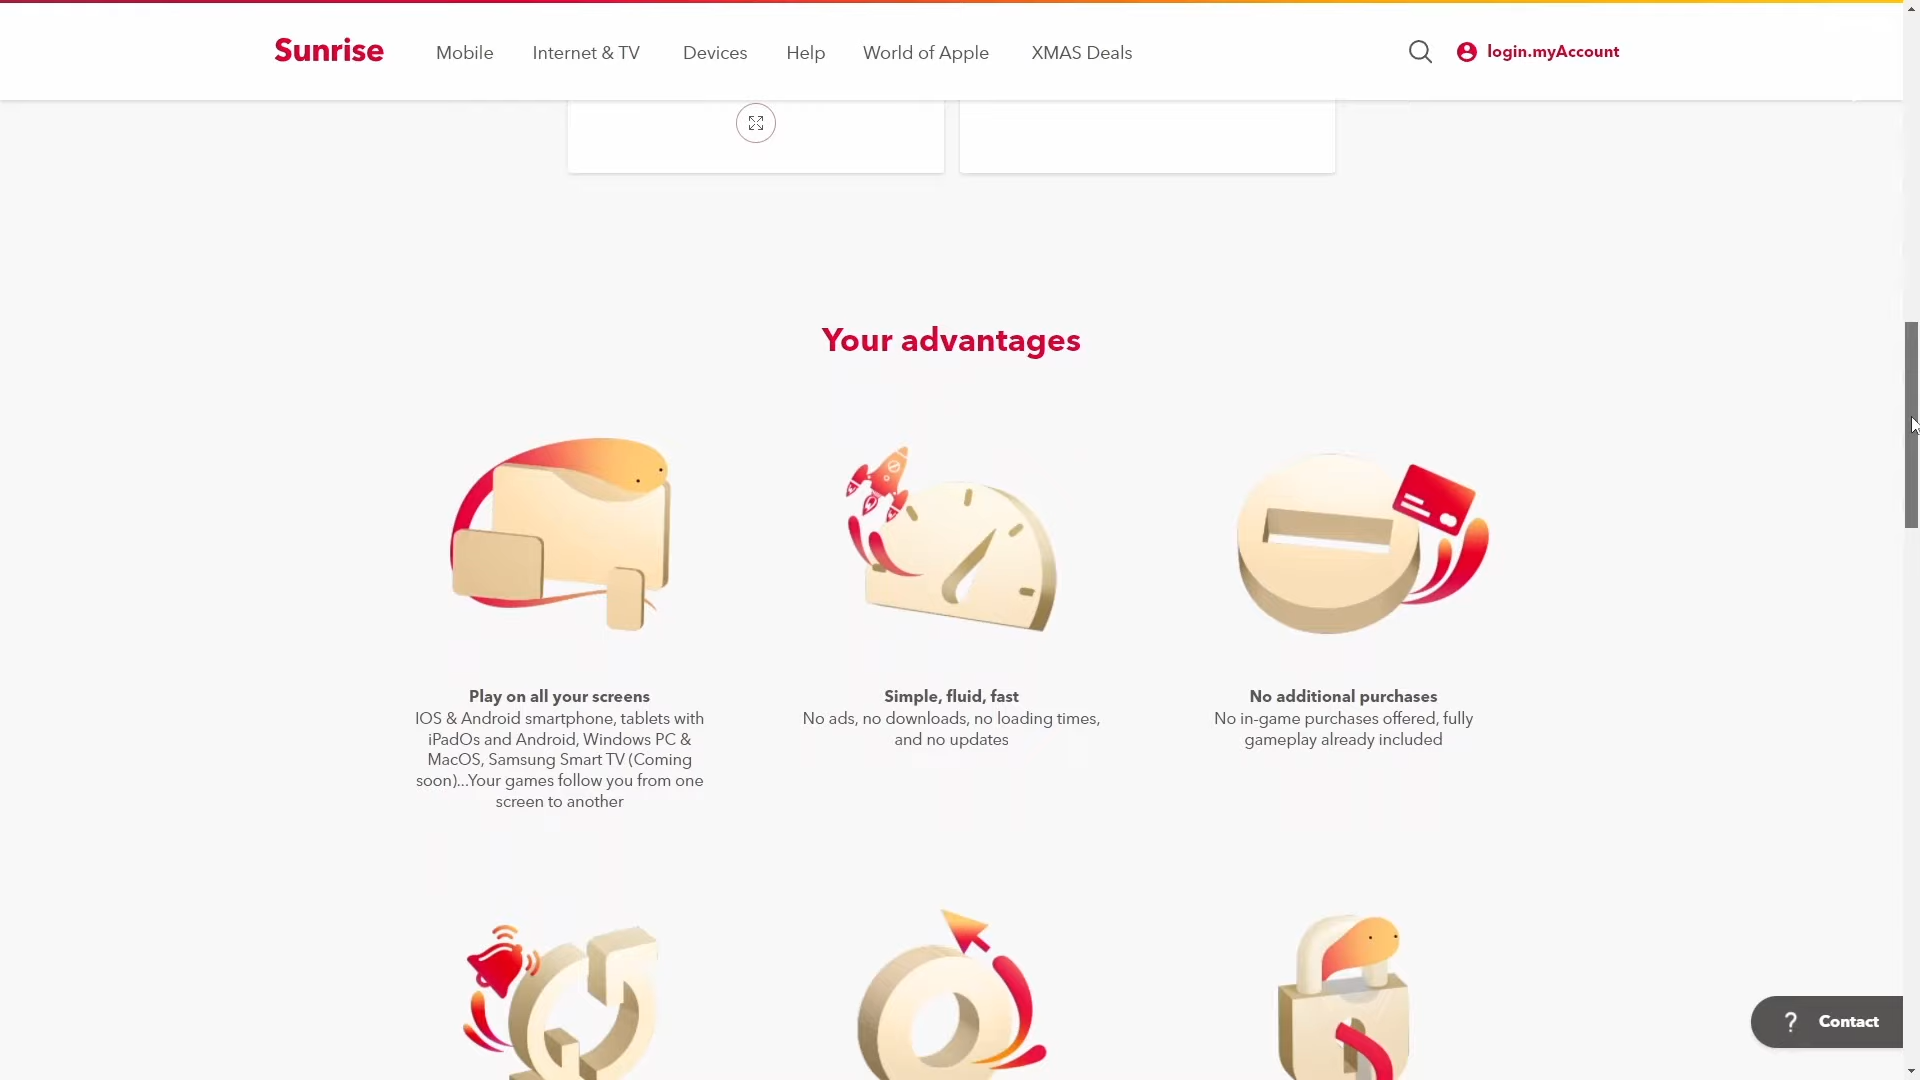 Sunrise
Mobile
Internet & TV
Devices
Help
World of Apple
XMAS Deals
login.myAccount
Your advantages
Play on all your screens
IOS & Android smartphone, tablets with
iPadOs and Android, Windows PC &
MacOS, Samsung Smart TV (Coming
soon)...Your games follow you from one
screen to another
Simple, fluid, fast
No ads, no downloads, no loading times,
and no updates
No additional purchases
No in-game purchases offered, fully
gameplay already included
? Contact